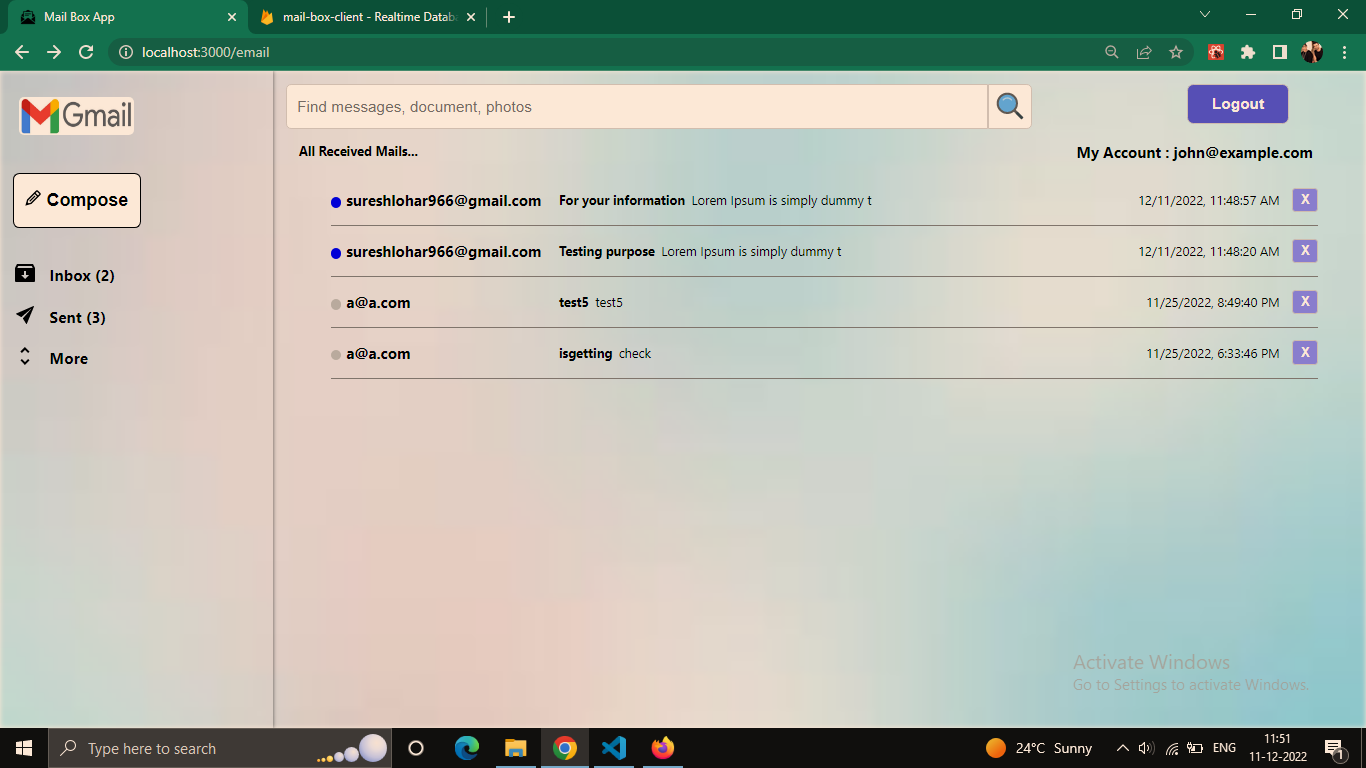 Mail Box App
mail-box-client - Realtime Datab
localhost:3000/email
Gmail
Find messages, document, photos
Logout
All Received Mails...
My Account : john@example.com
Compose
sureshlohar966@gmail.com For your information Lorem Ipsum is simply dummy t 12/11/2022, 11:48:57 AM X
sureshlohar966@gmail.com Testing purpose Lorem Ipsum is simply dummy t 12/11/2022, 11:48:20 AM X
Inbox (2)
a@a.com test5 test5 11/25/2022, 8:49:40 PM X
Sent (3)
a@a.com isgetting check 11/25/2022, 6:33:46 PM X
More
Activate Windows
Go to Settings to activate Windows.
Type here to search
24°C Sunny
ENG
11:51
11-12-2022
1